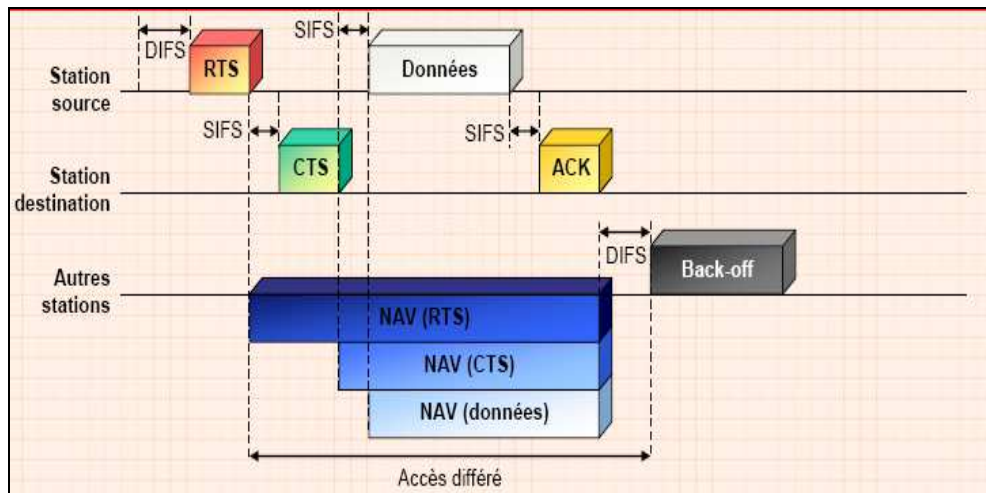 SIFS
DIFS
RTS
Données
Station
source
SIFS
SIFS
CTS
ACK
Station
destination
DIFS
Back-off
Autres
stations
NAV (RTS)
NAV (CTS)
NAV (données)
Accès différé